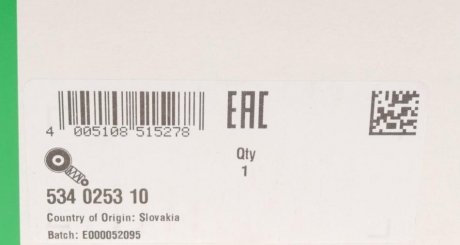 EAC
4 005108 515278
Qty
1
534 0253 10
Country of Origin: Slovakia
Batch: E000052095